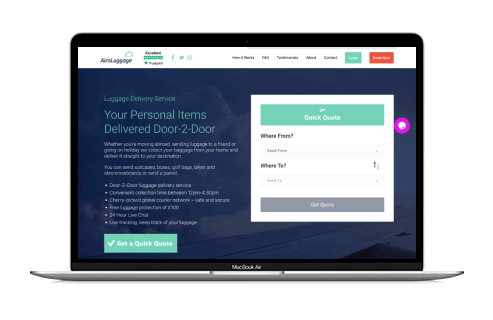 AiroLuggage
Excellent
Trustpilot
How It Works
FAQ
Testimonials
About
Contact
Login
Book Now
Luggage Delivery Service
Your Personal Items
Delivered Door-2-Door
Whether you're moving abroad, sending luggage to a friend or
going on holiday we collect your baggage from your home and
deliver it straight to your destination.
You can send suitcases, boxes, golf bags, bikes and
skis/snowboards or send a parcel.
• Door-2-Door luggage delivery service
• Convenient collection time between 12pm-4:30pm
• Cherry-picked global courier network – safe and secure
• Free luggage protection of £100
• 24 Hour Live Chat
• Live tracking, keep track of your luggage
Get a Quick Quote
Quick Quote
Where From?
Send From
Where To?
Send To
Get Quote
MacBook Air